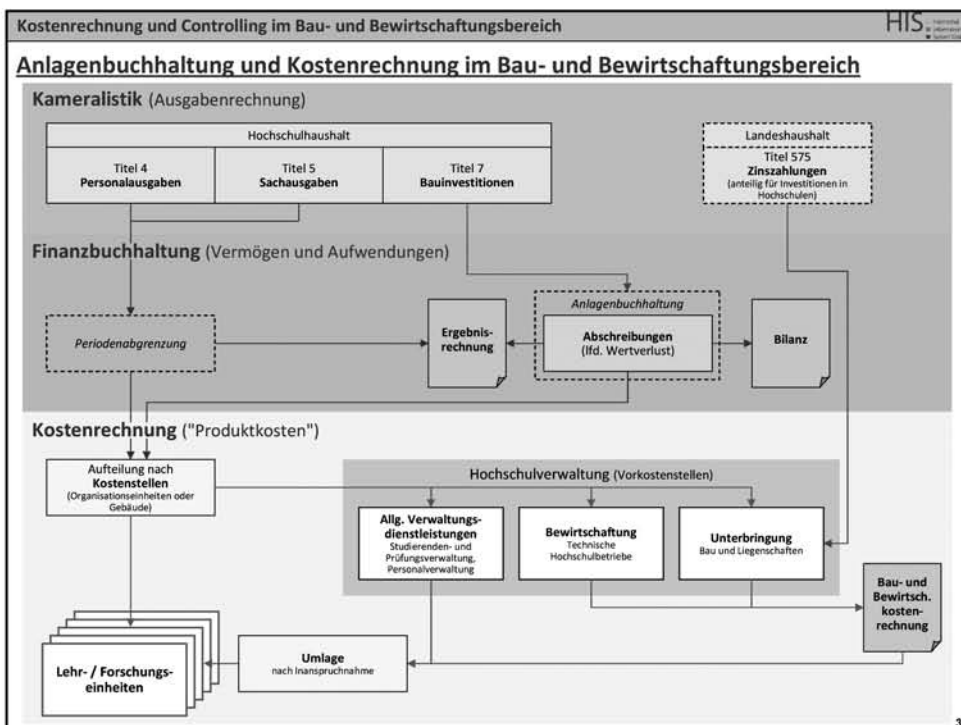 Kostenrechnung und Controlling im Bau- und Bewirtschaftungsbereich
HIS
Anlagenbuchhaltung und Kostenrechnung im Bau- und Bewirtschaftungsbereich
Kameralistik (Ausgabenrechnung)
Hochschulhaushalt
Titel 4
Personalausgaben
Titel 5
Sachausgaben
Titel 7
Bauinvestitionen
Landeshaushalt
Titel 575
Zinszahlungen
(anteilig für Investitionen in
Hochschulen)
Finanzbuchhaltung (Vermögen und Aufwendungen)
Periodenabgrenzung
Ergebnis-
rechnung
Anlagenbuchhaltung
Abschreibungen
(lfd. Wertverlust)
Bilanz
Kostenrechnung ("Produktkosten")
Aufteilung nach
Kostenstellen
(Organisationseinheiten oder
Gebäude)
Hochschulverwaltung (Vorkostenstellen)
Allg. Verwaltungs-
dienstleistungen
Studierenden- und
Prüfungsverwaltung,
Personalverwaltung
Bewirtschaftung
Technische
Hochschulbetriebe
Unterbringung
Bau und Liegenschaften
Bau- und
Bewirtsch.
kosten-
rechnung
Lehr- / Forschungs-
einheiten
Umlage
nach Inanspruchnahme
3